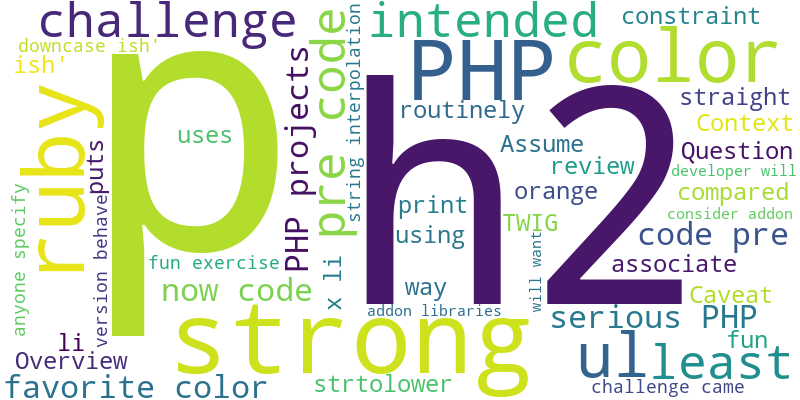 challenge
intended
constraint
downcase ish'
ish'
PHP
color
pre code
string interpolation
ruby
puts
PHP projects
p
h2
uses
routinely
straight
Context
Assume
review
Question
developer will
orange
compared
print
TWIG
consider addon
using
code pre
anyone specify
version behave
fun exercise
x li
associate
way
now code
addon libraries
will want
Caveat
strong
serious PHP
li
ul
fun
Overview
least
favorite color
strtolower
challenge came